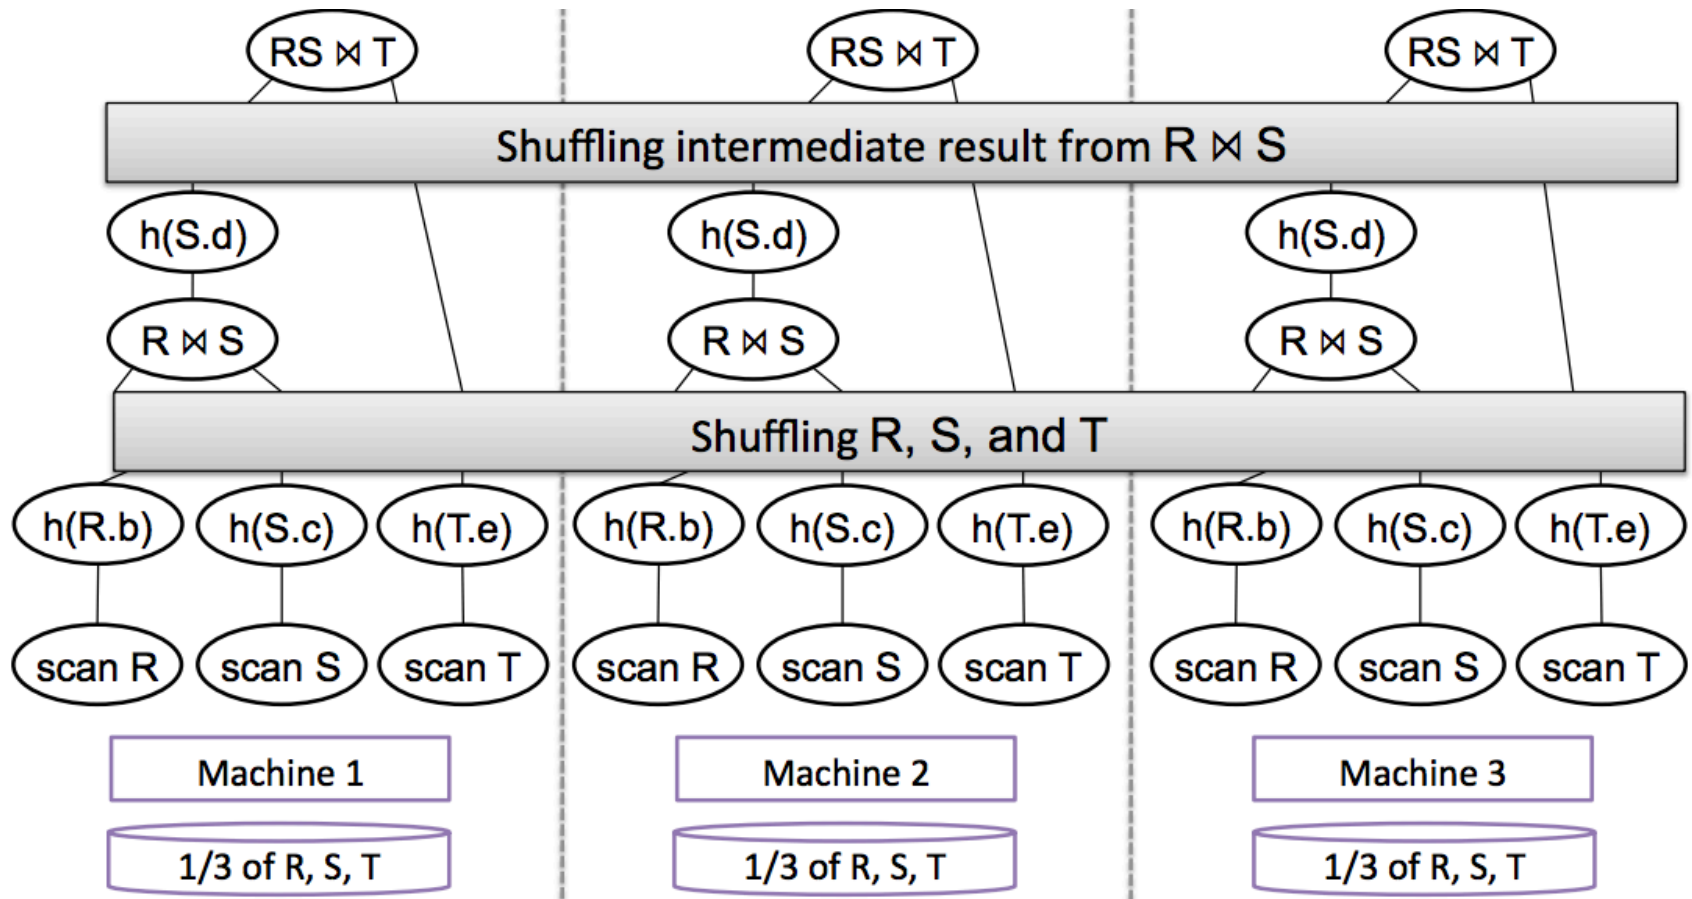 RS ⋈ T
RS ⋈ T
RS ⋈ T
Shuffling intermediate result from R ⋈ S
h(S.d)
h(S.d)
h(S.d)
R ⋈ S
R ⋈ S
R ⋈ S
Shuffling R, S, and T
h(R.b)
h(S.c)
h(T.e)
h(R.b)
h(S.c)
h(T.e)
h(R.b)
h(S.c)
h(T.e)
scan R
scan S
scan T
scan R
scan S
scan T
scan R
scan S
scan T
Machine 1
Machine 2
Machine 3
1/3 of R, S, T
1/3 of R, S, T
1/3 of R, S, T